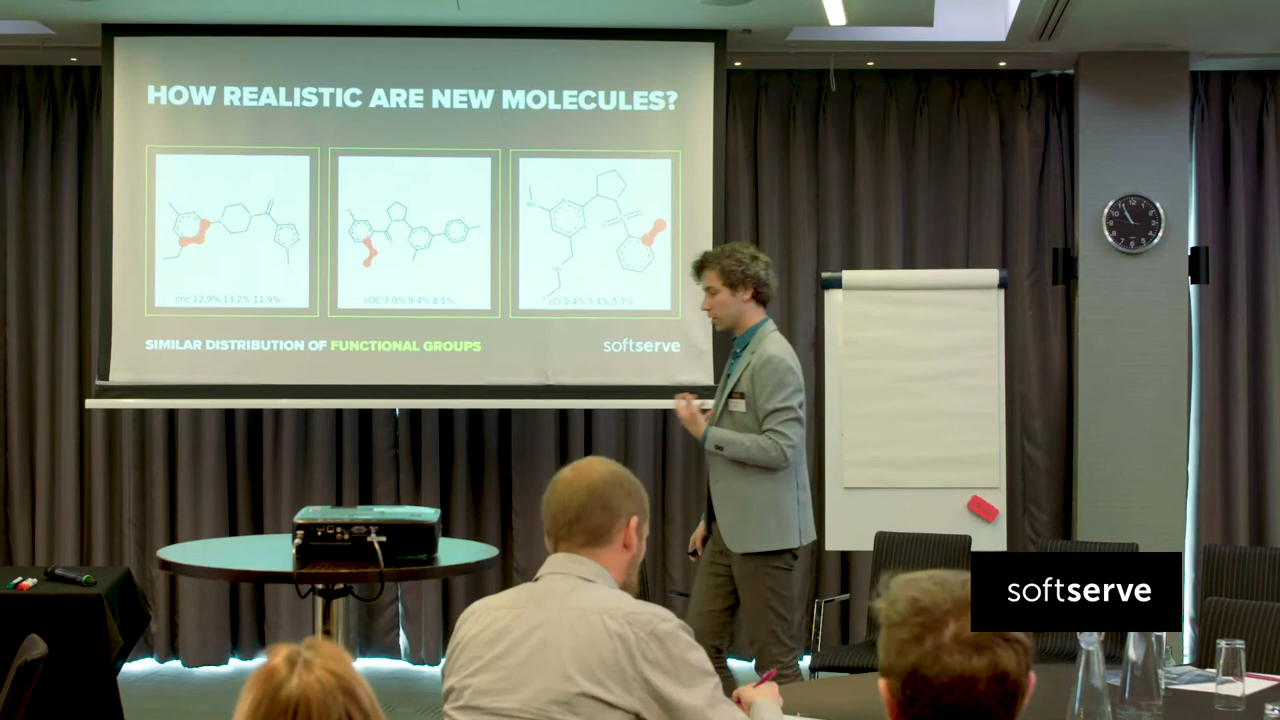 HOW REALISTIC ARE NEW MOLECULES?
cnc 12.9% 13.2% 11.9%
cOC 7.0% 9.4% 8.1%
cCl 5.4% 5.4% 5.7%
SIMILAR DISTRIBUTION OF FUNCTIONAL GROUPS
softserve
softserve